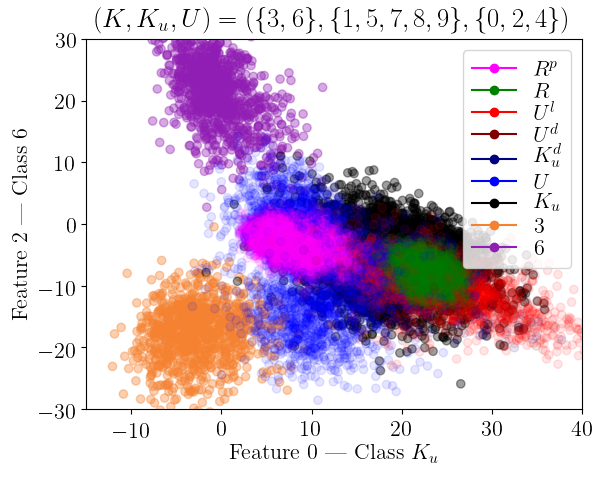 (K, K_u, U) = ({3, 6}, {1, 5, 7, 8, 9}, {0, 2, 4})
30
20
10
0
−10
−20
−30
Feature 2 — Class 6
R^p
R
U^l
U^d
K_u^d
U
K_u
3
6
−10
0
10
20
30
40
Feature 0 — Class K_u